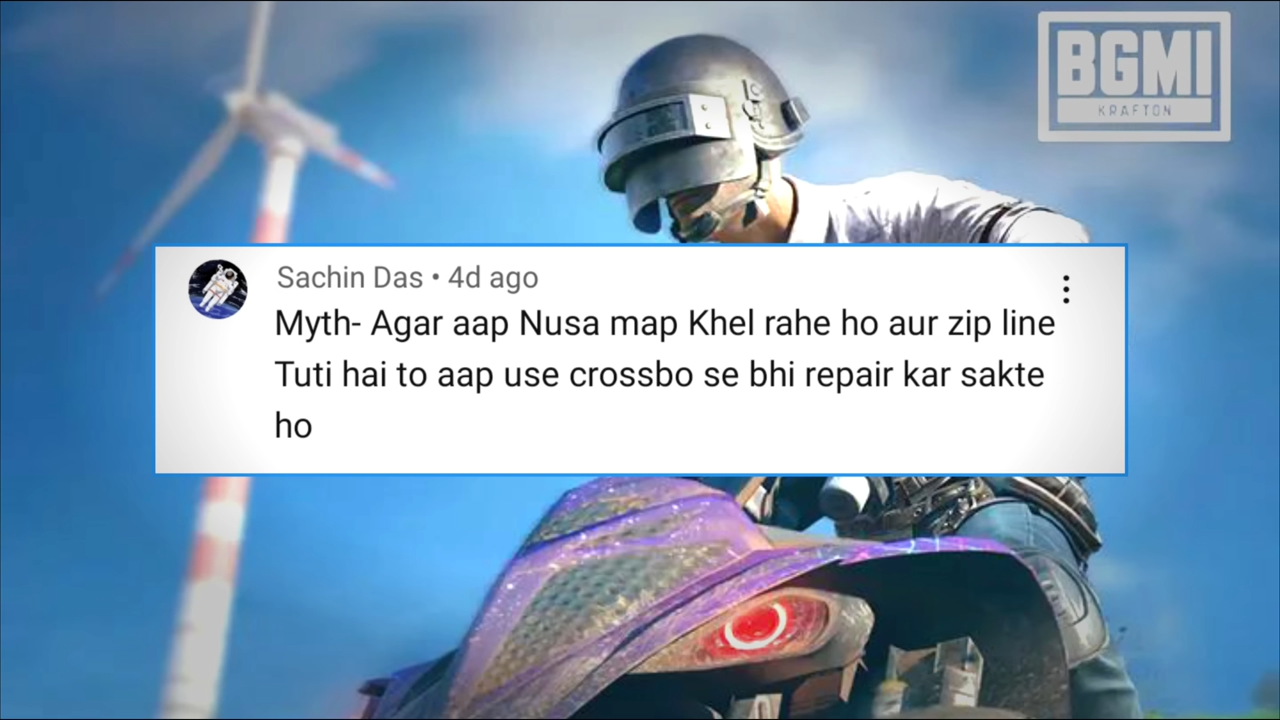 BGMI
KRAFTON
Sachin Das • 4d ago
Myth- Agar aap Nusa map Khel rahe ho aur zip line
Tuti hai to aap use crossbo se bhi repair kar sakte
ho